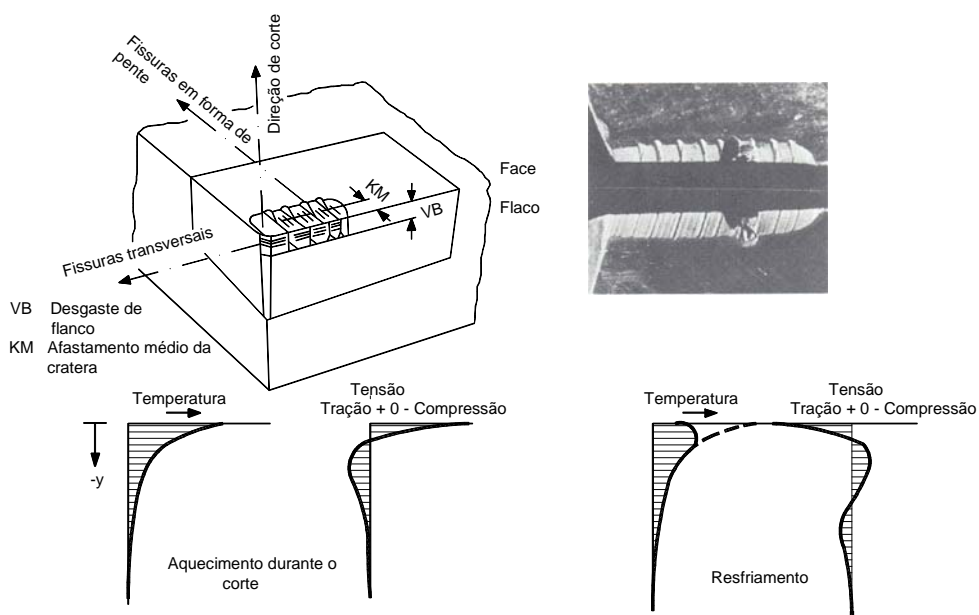 Fissuras em forma de
pente
Direção de corte
KM
VB
Face
Flaco
Fissuras transversais
VB Desgaste de
flanco
KM Afastamento médio da
cratera
Temperatura
Tensão
Tração + 0 - Compressão
-y
Aquecimento durante o
corte
Temperatura
Tensão
Tração + 0 - Compressão
Resfriamento